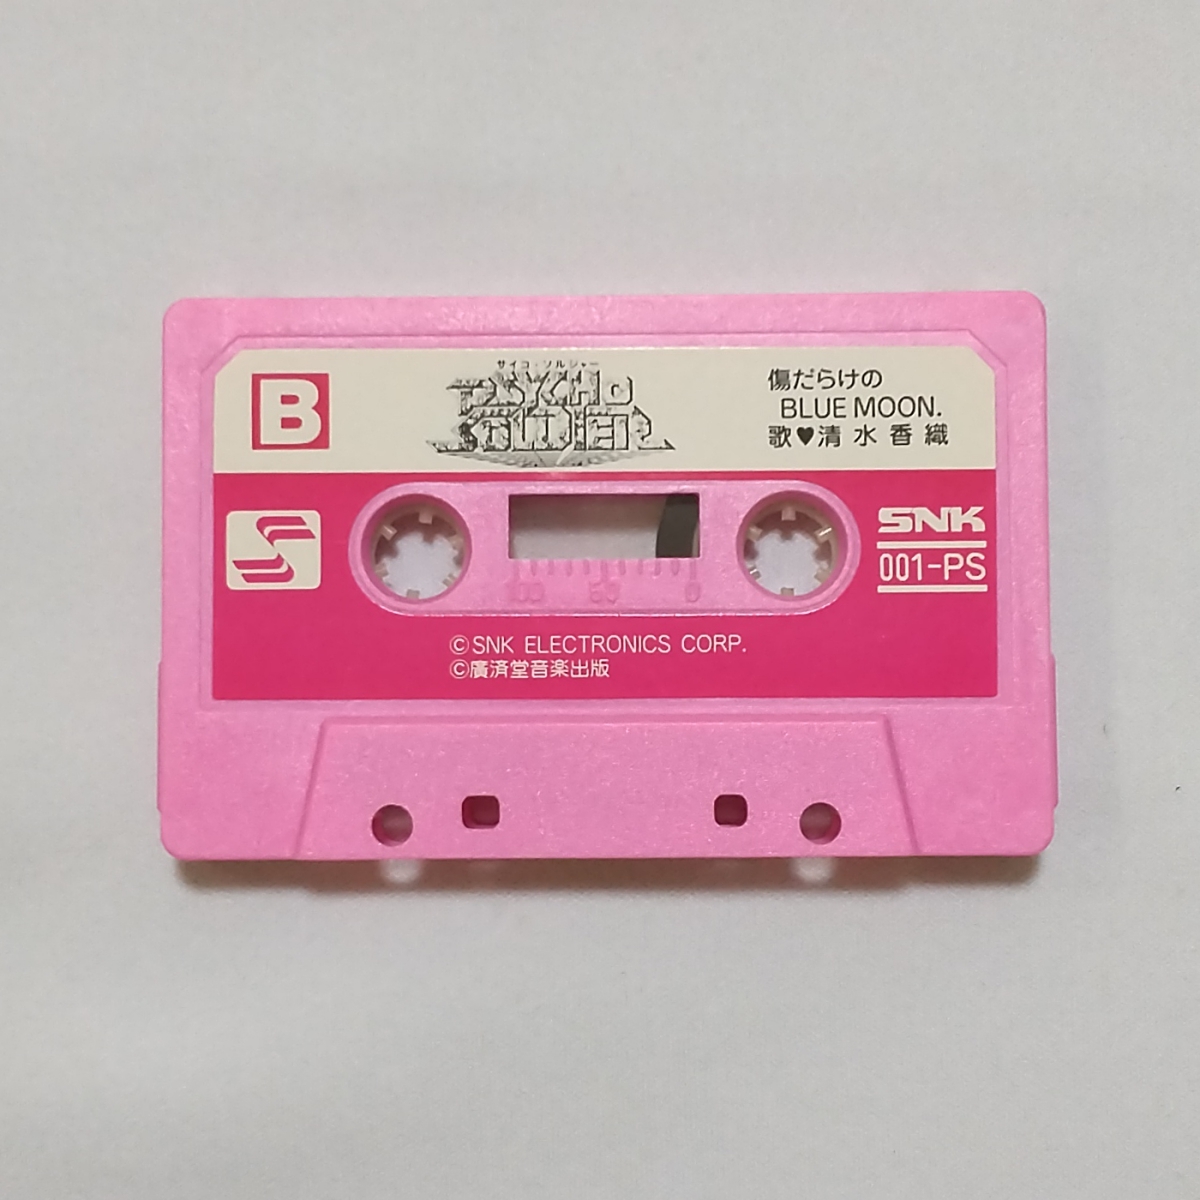 B
サイコ・ソルジャー
PSYCHO
SOLDIER
傷だらけの
BLUE MOON.
歌♥清水香織
S
SNK
001-PS
100 50 0
©SNK ELECTRONICS CORP.
©廣済堂音楽出版